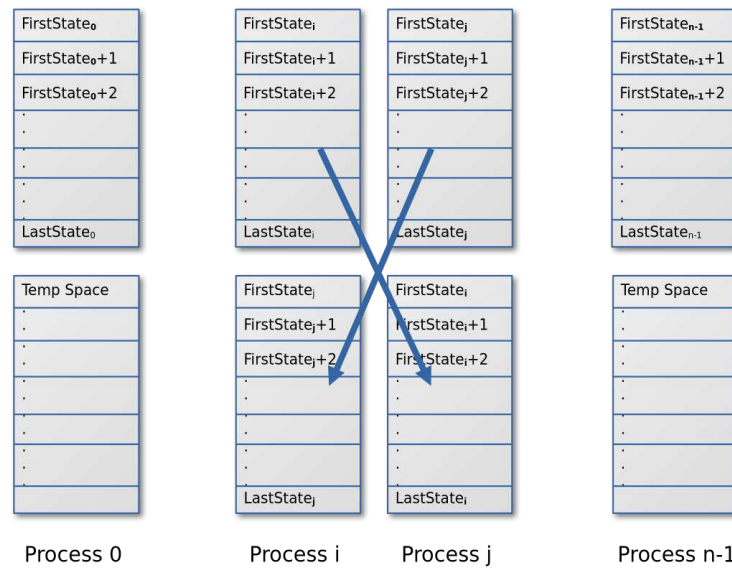 FirstState₀
FirstState₀+1
FirstState₀+2
.
.
.
.
.
.
.
LastState₀
Temp Space
.
.
.
.
.
.
.
.
.
.
Process 0
FirstStateᵢ
FirstStateᵢ+1
FirstStateᵢ+2
.
.
.
.
.
.
.
LastStateᵢ
FirstStateⱼ
FirstStateⱼ+1
FirstStateⱼ+2
.
.
.
.
.
.
.
LastStateⱼ
Process i
FirstStateⱼ
FirstStateⱼ+1
FirstStateⱼ+2
.
.
.
.
.
.
.
LastStateⱼ
FirstStateᵢ
FirstStateᵢ+1
FirstStateᵢ+2
.
.
.
.
.
.
.
LastStateᵢ
Process j
FirstStateₙ₋₁
FirstStateₙ₋₁+1
FirstStateₙ₋₁+2
.
.
.
.
.
.
.
LastStateₙ₋₁
Temp Space
.
.
.
.
.
.
.
.
.
.
Process n-1